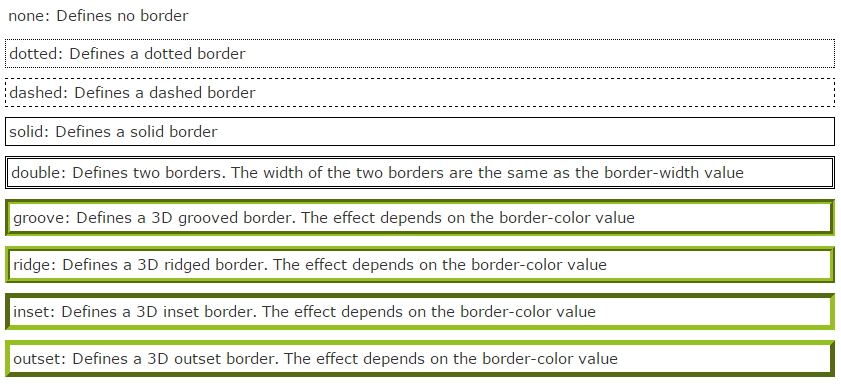 none: Defines no border
dotted: Defines a dotted border
dashed: Defines a dashed border
solid: Defines a solid border
double: Defines two borders. The width of the two borders are the same as the border-width value
groove: Defines a 3D grooved border. The effect depends on the border-color value
ridge: Defines a 3D ridged border. The effect depends on the border-color value
inset: Defines a 3D inset border. The effect depends on the border-color value
outset: Defines a 3D outset border. The effect depends on the border-color value